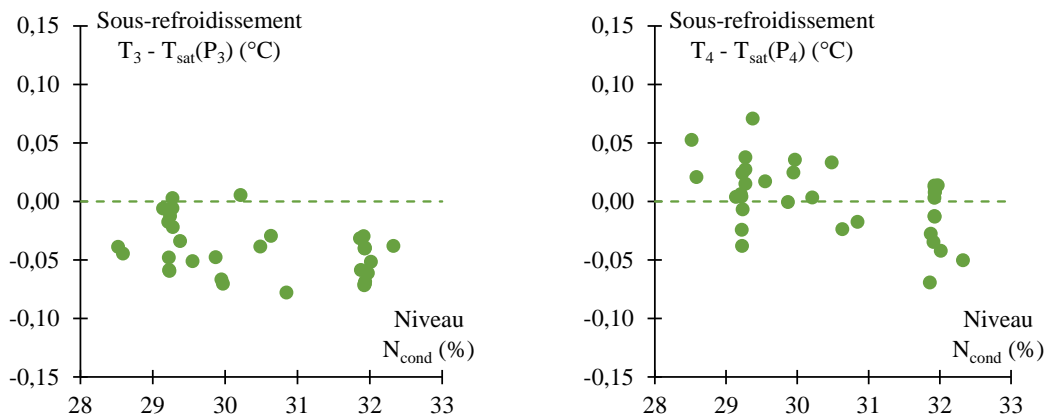 Sous-refroidissement
T3 - Tsat(P3) (°C)
0,15
0,10
0,05
0,00
-0,05
-0,10
-0,15
Niveau
Ncond (%)
28 29 30 31 32 33
Sous-refroidissement
T4 - Tsat(P4) (°C)
0,15
0,10
0,05
0,00
-0,05
-0,10
-0,15
Niveau
Ncond (%)
28 29 30 31 32 33